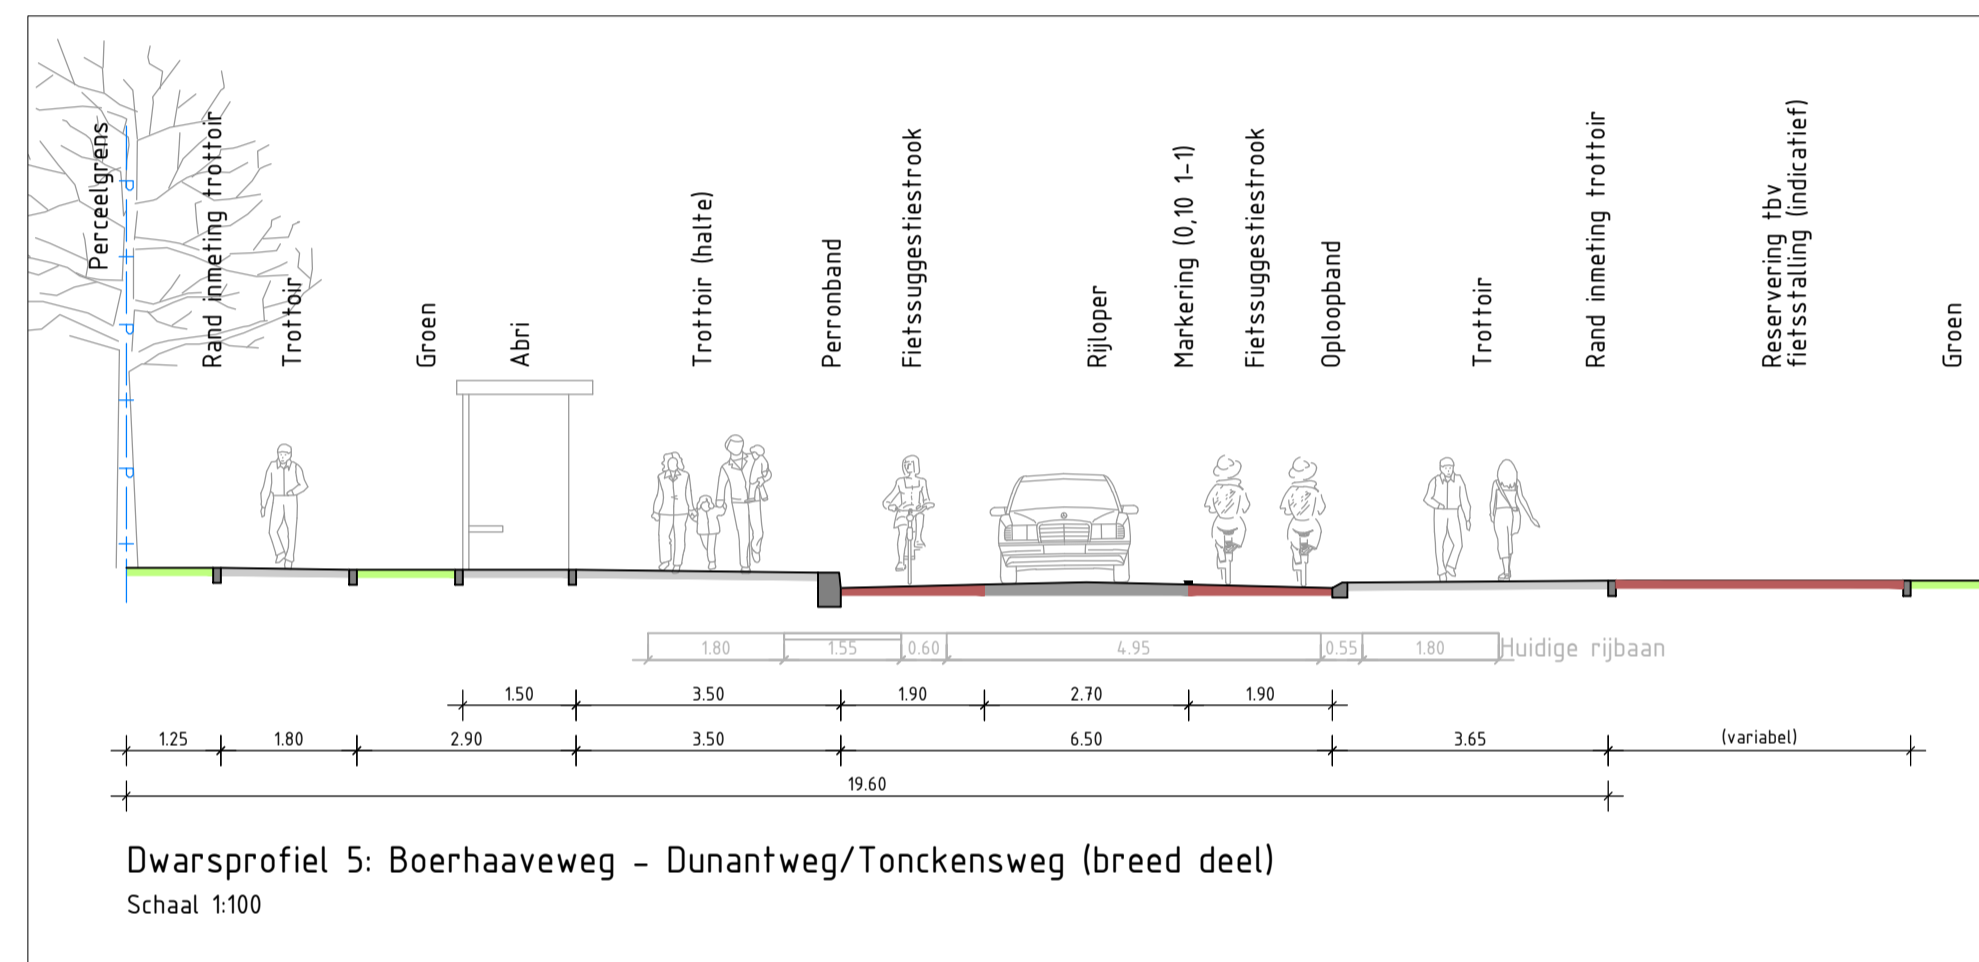 Perceelgrens
Rand inmeting trottoir
Trottoir
Groen
Abri
Trottoir (halte)
Perronband
Fietssuggestiestrook
Rijloper
Markering (0,10 1-1)
Fietssuggestiestrook
Oploopband
Trottoir
Rand inmeting trottoir
Reservering tbv
fietsstalling (indicatief)
Groen
P
P
P
1.80 1.55 0.60 4.95 0.55 1.80 Huidige rijbaan
1.50 3.50 1.90 2.70 1.90
1.25 1.80 2.90 3.50 6.50 3.65 (variabel)
19.60
Dwarsprofiel 5: Boerhaaveweg - Dunantweg/Tonckensweg (breed deel)
Schaal 1:100